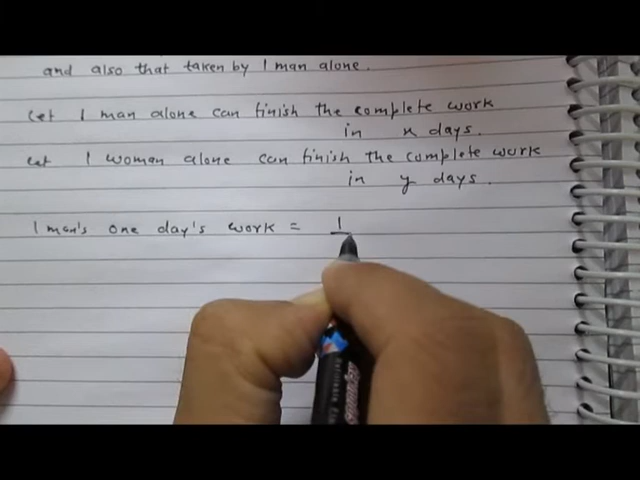 and also that taken by 1 man alone.
Let 1 man alone can finish the complete work
in x days.
Let 1 woman alone can finish the complete work
in y days.
1 man's one day's work = 1